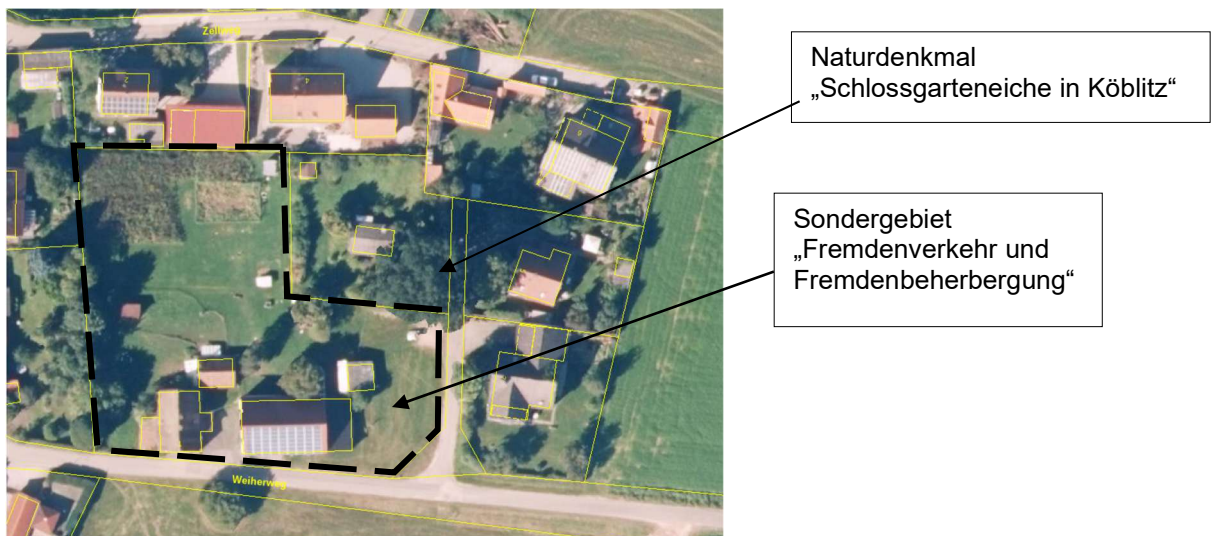 Zellweg
Naturdenkmal
„Schlossgarteneiche in Köblitz“
Sondergebiet
„Fremdenverkehr und
Fremdenbeherbergung“
Weiherweg